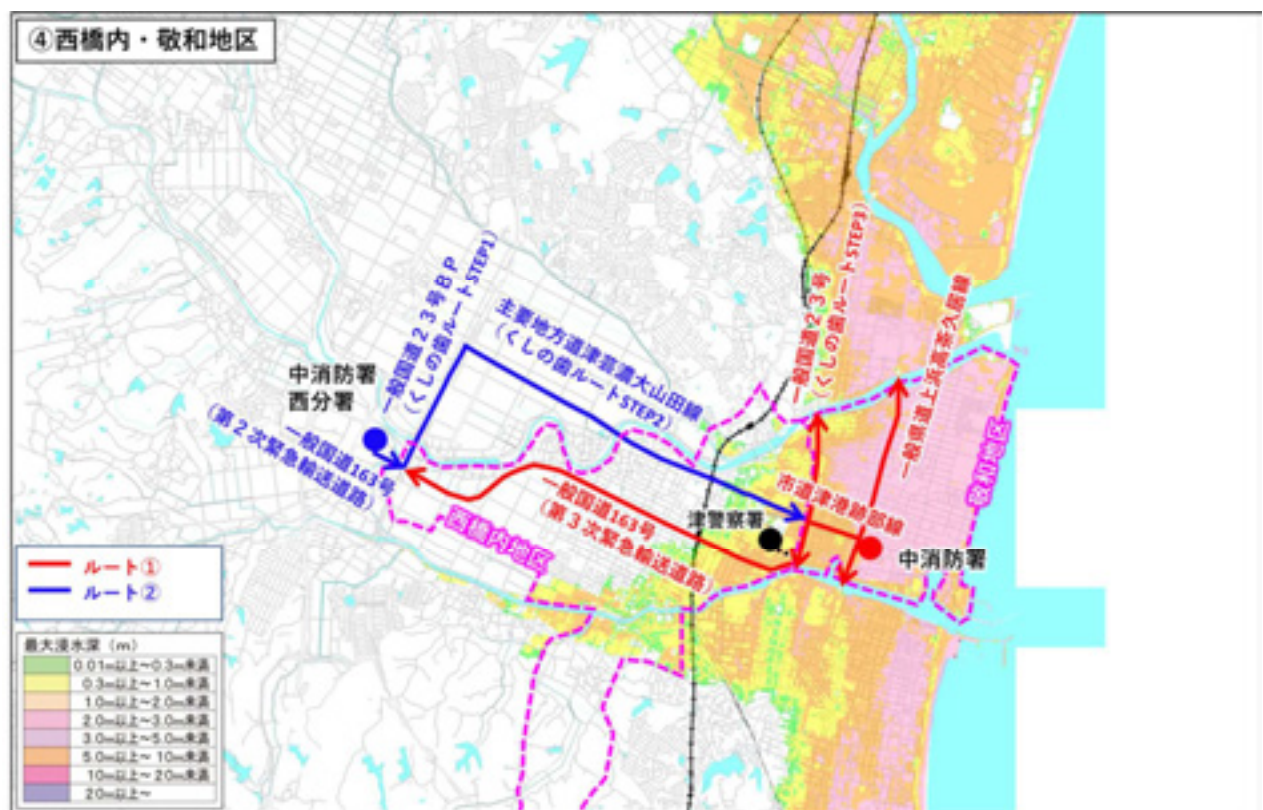 ④西橋内・敬和地区
一般国道23号BP
(くしの歯ルートSTEP1)
主要地方道津芸濃大山田線
(くしの歯ルートSTEP2)
一般国道23号
(くしの歯ルートSTEP3)
一般県道上浜高茶久居線
中消防署
西分署
一般国道163号
(第2次緊急輸送道路)
西橋内地区
一般国道163号
(第3次緊急輸送道路)
津警察署
市道津港跡部線
中消防署
敬和地区
ルート①
ルート②
最大浸水深(m)
0.01m以上~0.3m未満
0.3m以上~1.0m未満
1.0m以上~2.0m未満
2.0m以上~3.0m未満
3.0m以上~5.0m未満
5.0m以上~10m未満
10m以上~20m未満
20m以上~